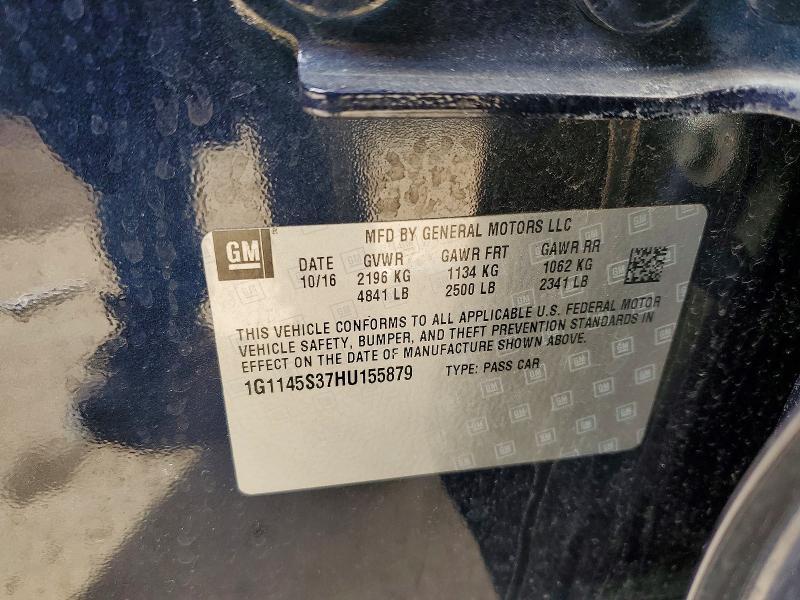 GM
MFD BY GENERAL MOTORS LLC
DATE GVWR GAWR FRT GAWR RR
10/16 2196 KG 1134 KG 1062 KG
4841 LB 2500 LB 2341 LB
THIS VEHICLE CONFORMS TO ALL APPLICABLE U.S. FEDERAL MOTOR
VEHICLE SAFETY, BUMPER, AND THEFT PREVENTION STANDARDS IN
EFFECT ON THE DATE OF MANUFACTURE SHOWN ABOVE.
1G1145S37HU155879 TYPE: PASS CAR